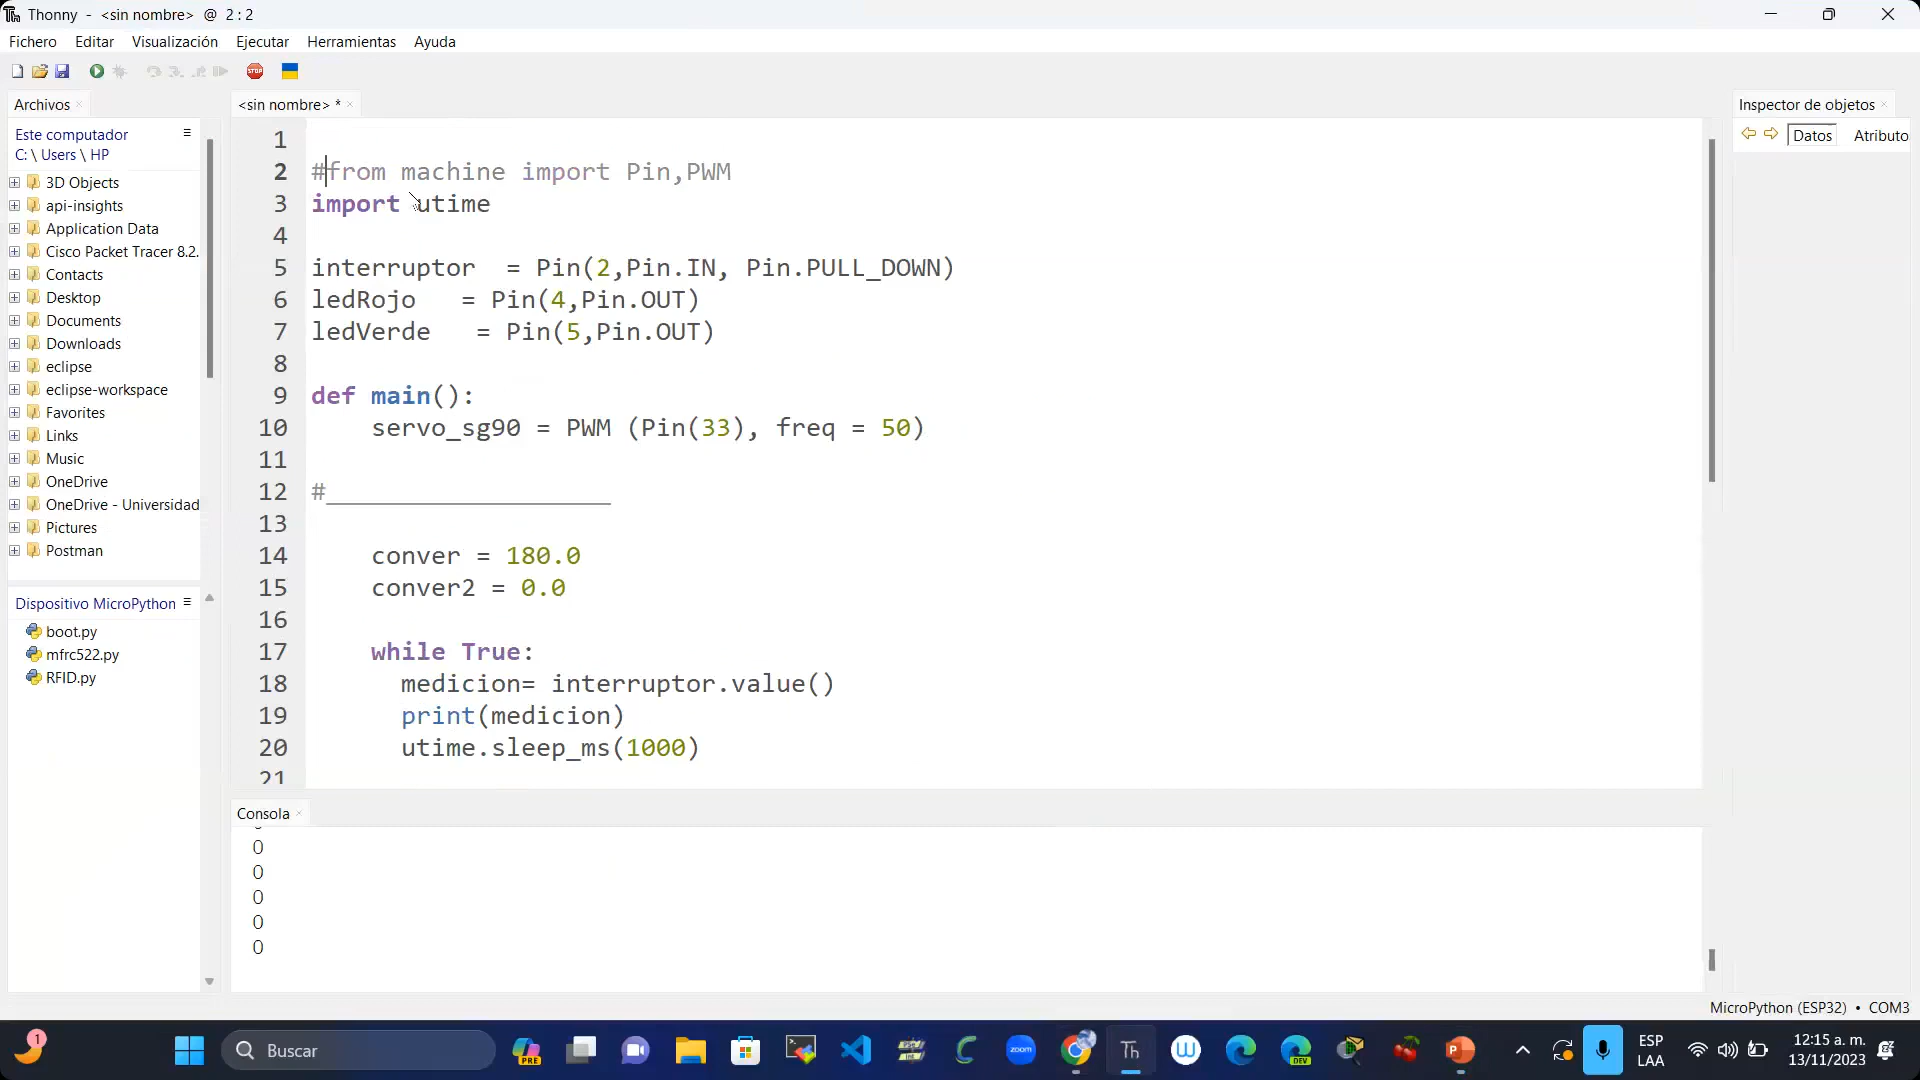 Thonny - <sin nombre> @ 2:2
Fichero Editar Visualización Ejecutar Herramientas Ayuda
STOP
Archivos
Este computador
C: \ Users \ HP
3D Objects
api-insights
Application Data
Cisco Packet Tracer 8.2.
Contacts
Desktop
Documents
Downloads
eclipse
eclipse-workspace
Favorites
Links
Music
OneDrive
OneDrive - Universidad
Pictures
Postman
Dispositivo MicroPython
boot.py
mfrc522.py
RFID.py
<sin nombre> *
1
2 #from machine import Pin,PWM
3 import utime
4
5 interruptor  = Pin(2,Pin.IN, Pin.PULL_DOWN)
6 ledRojo   = Pin(4,Pin.OUT)
7 ledVerde   = Pin(5,Pin.OUT)
8
9 def main():
10     servo_sg90 = PWM (Pin(33), freq = 50)
11
12 #___________________
13
14     conver = 180.0
15     conver2 = 0.0
16
17     while True:
18       medicion= interruptor.value()
19       print(medicion)
20       utime.sleep_ms(1000)
21
Consola
0
0
0
0
0
Inspector de objetos
Datos Atributo
MicroPython (ESP32) • COM3
1
Buscar
PRE
zoom
Th
W
DEV
P
ESP
LAA
12:15 a. m.
13/11/2023